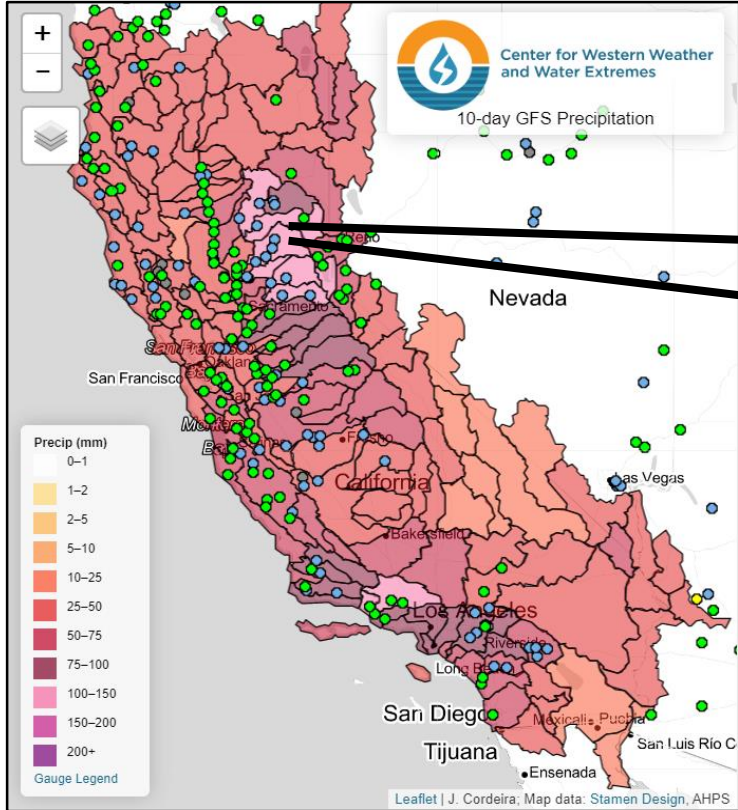 +
−
Center for Western Weather
and Water Extremes
10-day GFS Precipitation
Reno
Nevada
Sacramento
San Francisco
Oakland
San Francisco
Fresno
California
Las Vegas
Bakersfield
Los Angeles
Riverside
Long Beach
San Diego
Mexicali
Tijuana
San Luis Río C
Ensenada
Precip (mm)
0–1
1–2
2–5
5–10
10–25
25–50
50–75
75–100
100–150
150–200
200+
Gauge Legend
Leaflet | J. Cordeira; Map data: Stamen Design, AHPS